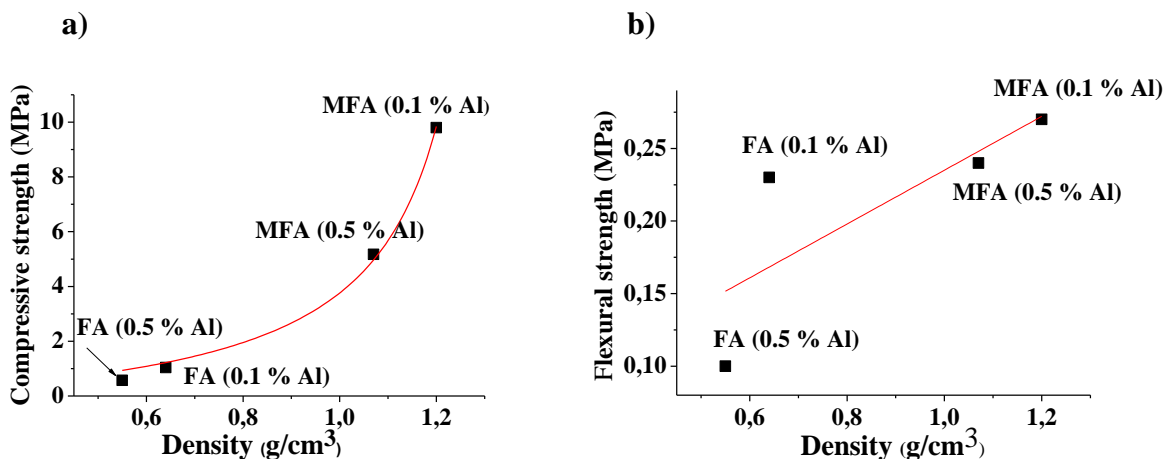 a)
Compressive strength (MPa)
10
8
6
4
2
0
MFA (0.1 % Al)
MFA (0.5 % Al)
FA (0.5 % Al)
FA (0.1 % Al)
0,6
0,8
1,0
1,2
Density (g/cm³)
b)
Flexural strength (MPa)
0,25
0,20
0,15
0,10
MFA (0.1 % Al)
FA (0.1 % Al)
MFA (0.5 % Al)
FA (0.5 % Al)
0,6
0,8
1,0
1,2
Density (g/cm³)